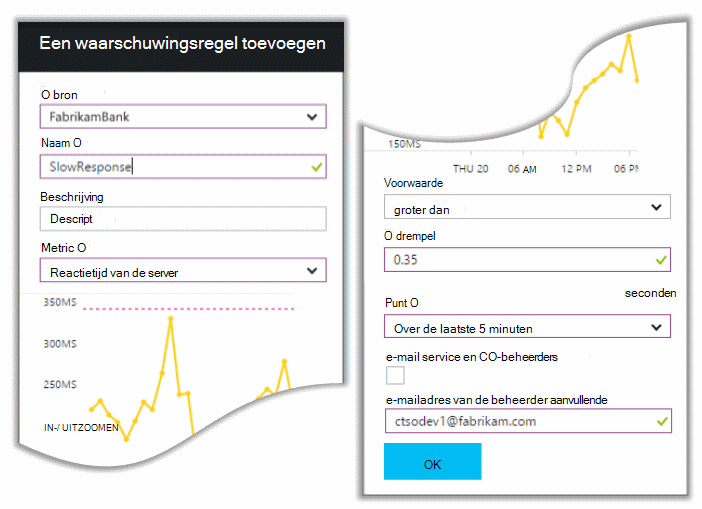 Een waarschuwingsregel toevoegen
O bron
FabrikamBank
Naam O
SlowResponse
Beschrijving
Descript
Metric O
Reactietijd van de server
350MS
300MS
250MS
IN-/ UITZOOMEN
150MS
THU 20 06 AM 12 PM 06 PM
Voorwaarde
groter dan
O drempel
0.35
seconden
Punt O
Over de laatste 5 minuten
e-mail service en CO-beheerders
e-mailadres van de beheerder aanvullende
ctsodev1@fabrikam.com
OK